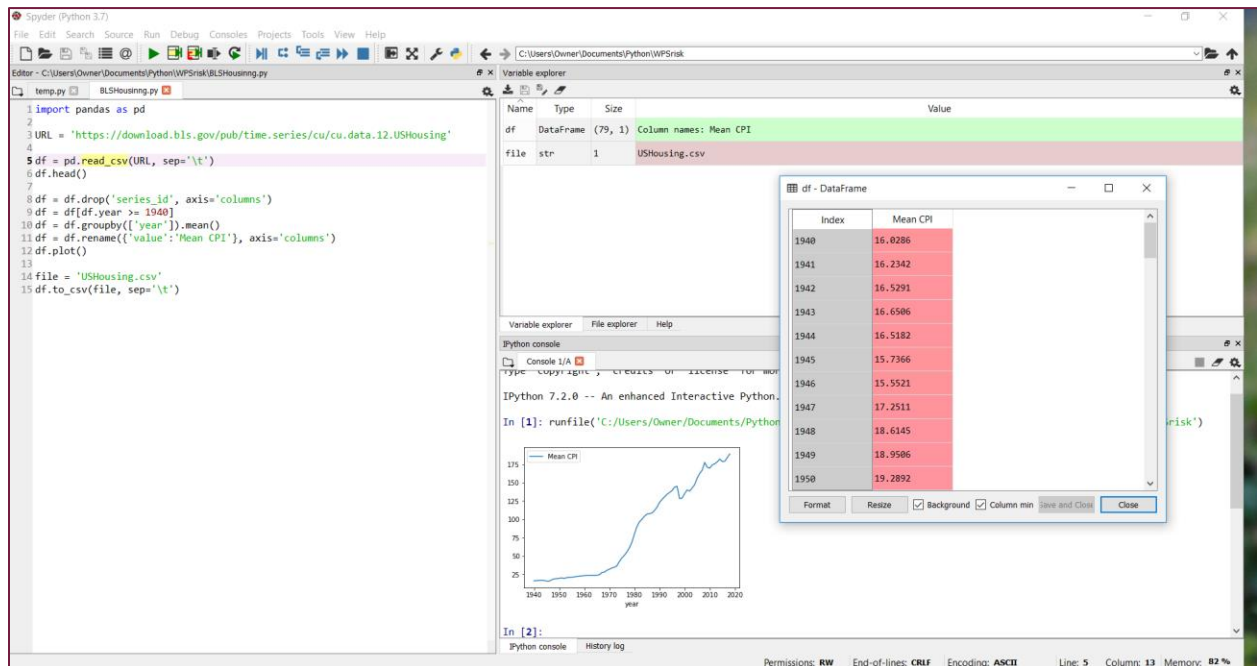 Spyder (Python 3.7)
File Edit Search Source Run Debug Consoles Projects Tools View Help
C:\Users\Owner\Documents\Python\WPSrisk
Editor - C:\Users\Owner\Documents\Python\WPSrisk\BLSHousinng.py
temp.py BLSHousinng.py
1 import pandas as pd
2
3 URL = 'https://download.bls.gov/pub/time.series/cu/cu.data.12.USHousing'
4
5 df = pd.read_csv(URL, sep='\t')
6 df.head()
7
8 df = df.drop('series_id', axis='columns')
9 df = df[df.year >= 1940]
10 df = df.groupby(['year']).mean()
11 df = df.rename({'value':'Mean CPI'}, axis='columns')
12 df.plot()
13
14 file = 'USHousing.csv'
15 df.to_csv(file, sep='\t')
Variable explorer
Name Type Size Value
df DataFrame (79, 1) Column names: Mean CPI
file str 1 USHousing.csv
df - DataFrame
Index Mean CPI
1940 16.0286
1941 16.2342
1942 16.5291
1943 16.6506
1944 16.5182
1945 15.7366
1946 15.5521
1947 17.2511
1948 18.6145
1949 18.9506
1950 19.2892
Format Resize Background Column min Save and Close Close
Variable explorer File explorer Help
IPython console
Console 1/A
IPython 7.2.0 -- An enhanced Interactive Python.
In [1]: runfile('C:/Users/Owner/Documents/Python
risk')
Mean CPI
175
150
125
100
75
50
25
1940 1950 1960 1970 1980 1990 2000 2010 2020
year
In [2]:
IPython console History log
Permissions: RW End-of-lines: CRLF Encoding: ASCII Line: 5 Column: 13 Memory: 82 %